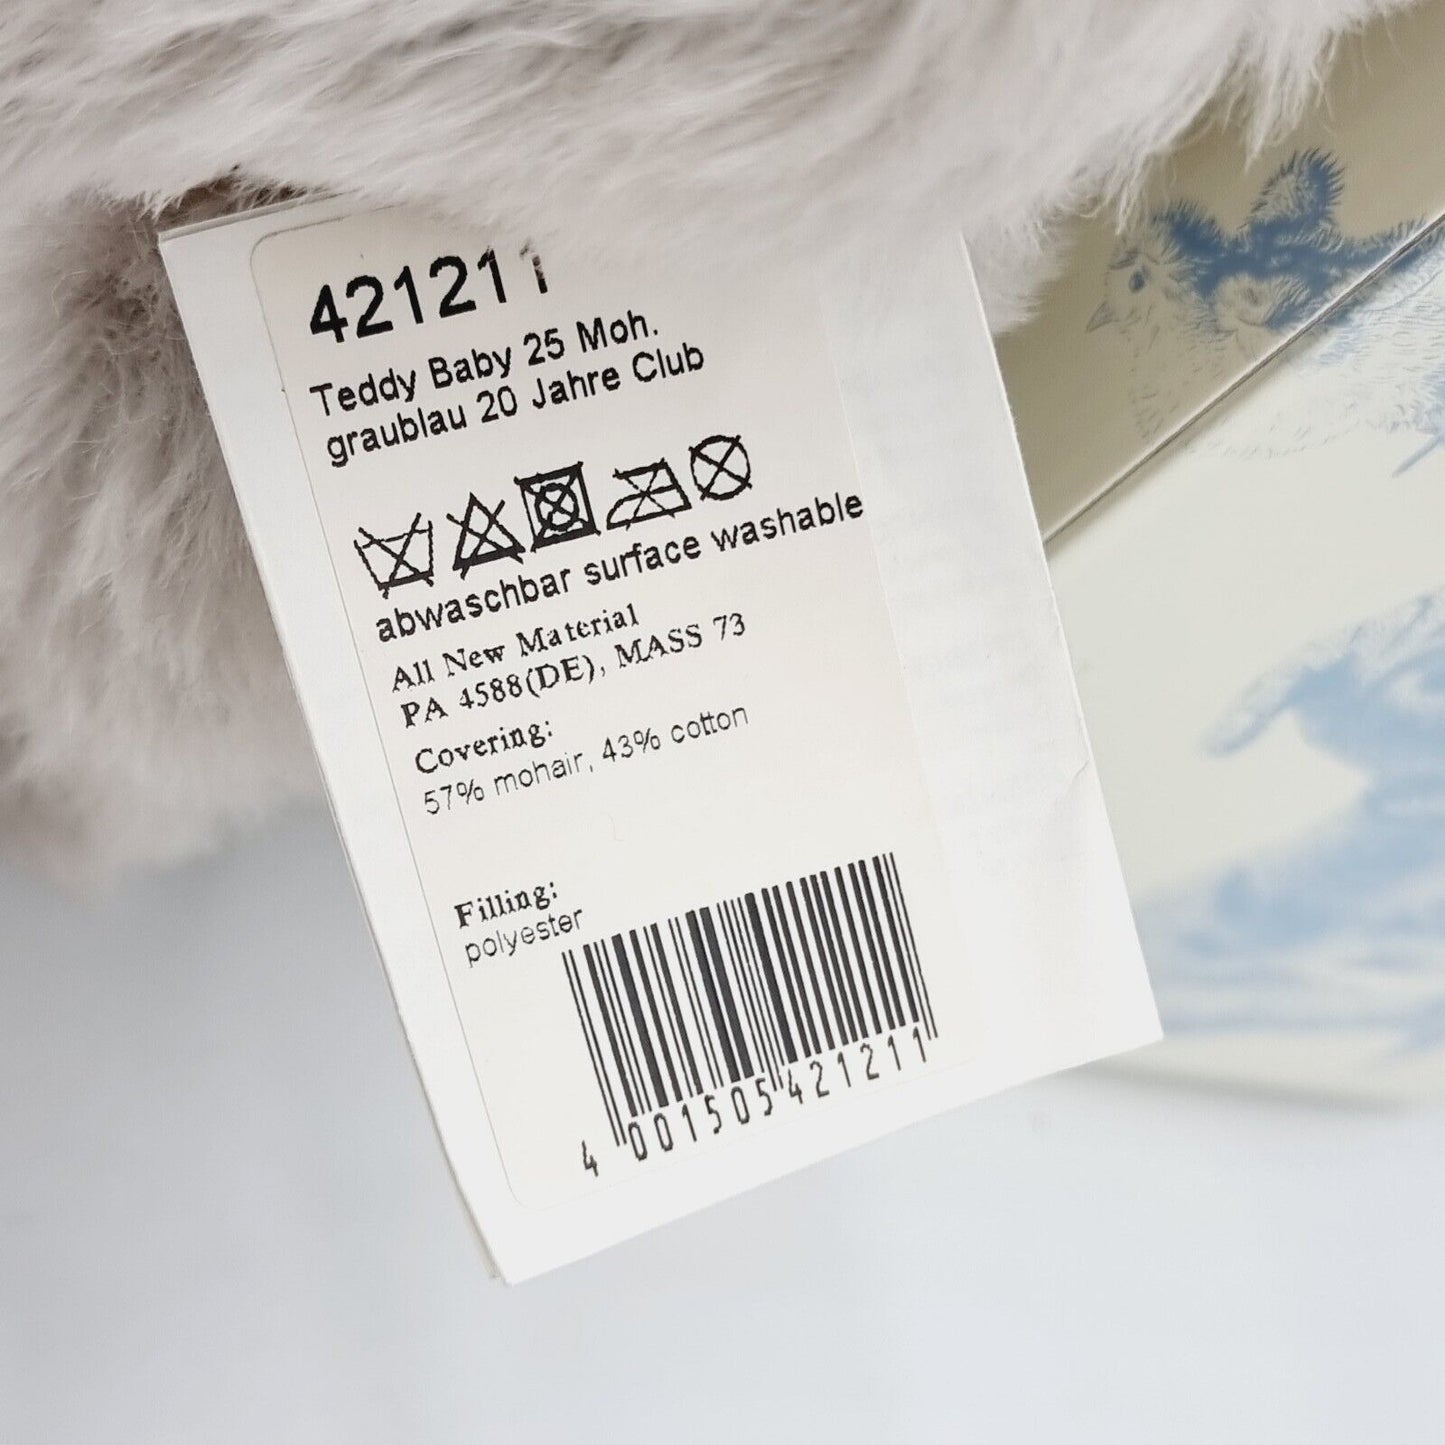 421211
Teddy Baby 25 Moh.
graublau 20 Jahre Club
abwaschbar surface washable
All New Material
PA 4588(DE), MASS 73
Covering:
57% mohair, 43% cotton
Filling:
polyester
4 001505 421211